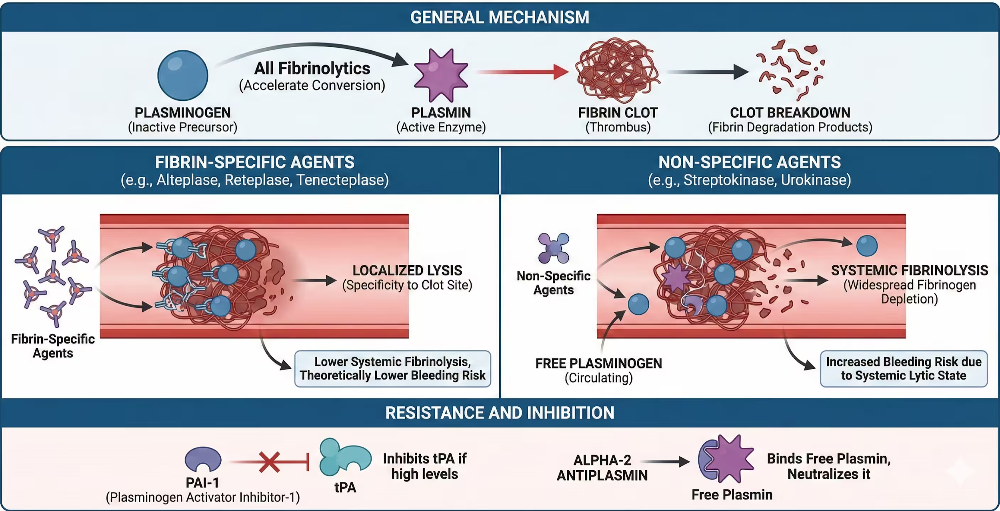 GENERAL MECHANISM
All Fibrinolytics
(Accelerate Conversion)
PLASMINOGEN
(Inactive Precursor)
PLASMIN
(Active Enzyme)
FIBRIN CLOT
(Thrombus)
CLOT BREAKDOWN
(Fibrin Degradation Products)
FIBRIN-SPECIFIC AGENTS
(e.g., Alteplase, Reteplase, Tenecteplase)
Fibrin-Specific
Agents
LOCALIZED LYSIS
(Specificity to Clot Site)
Lower Systemic Fibrinolysis,
Theoretically Lower Bleeding Risk
NON-SPECIFIC AGENTS
(e.g., Streptokinase, Urokinase)
Non-Specific
Agents
FREE PLASMINOGEN
(Circulating)
SYSTEMIC FIBRINOLYSIS
(Widespread Fibrinogen
Depletion)
Increased Bleeding Risk due
to Systemic Lytic State
RESISTANCE AND INHIBITION
PAI-1
(Plasminogen Activator Inhibitor-1)
tPA
Inhibits tPA if
high levels
ALPHA-2
ANTIPLASMIN
Free Plasmin
Binds Free Plasmin,
Neutralizes it